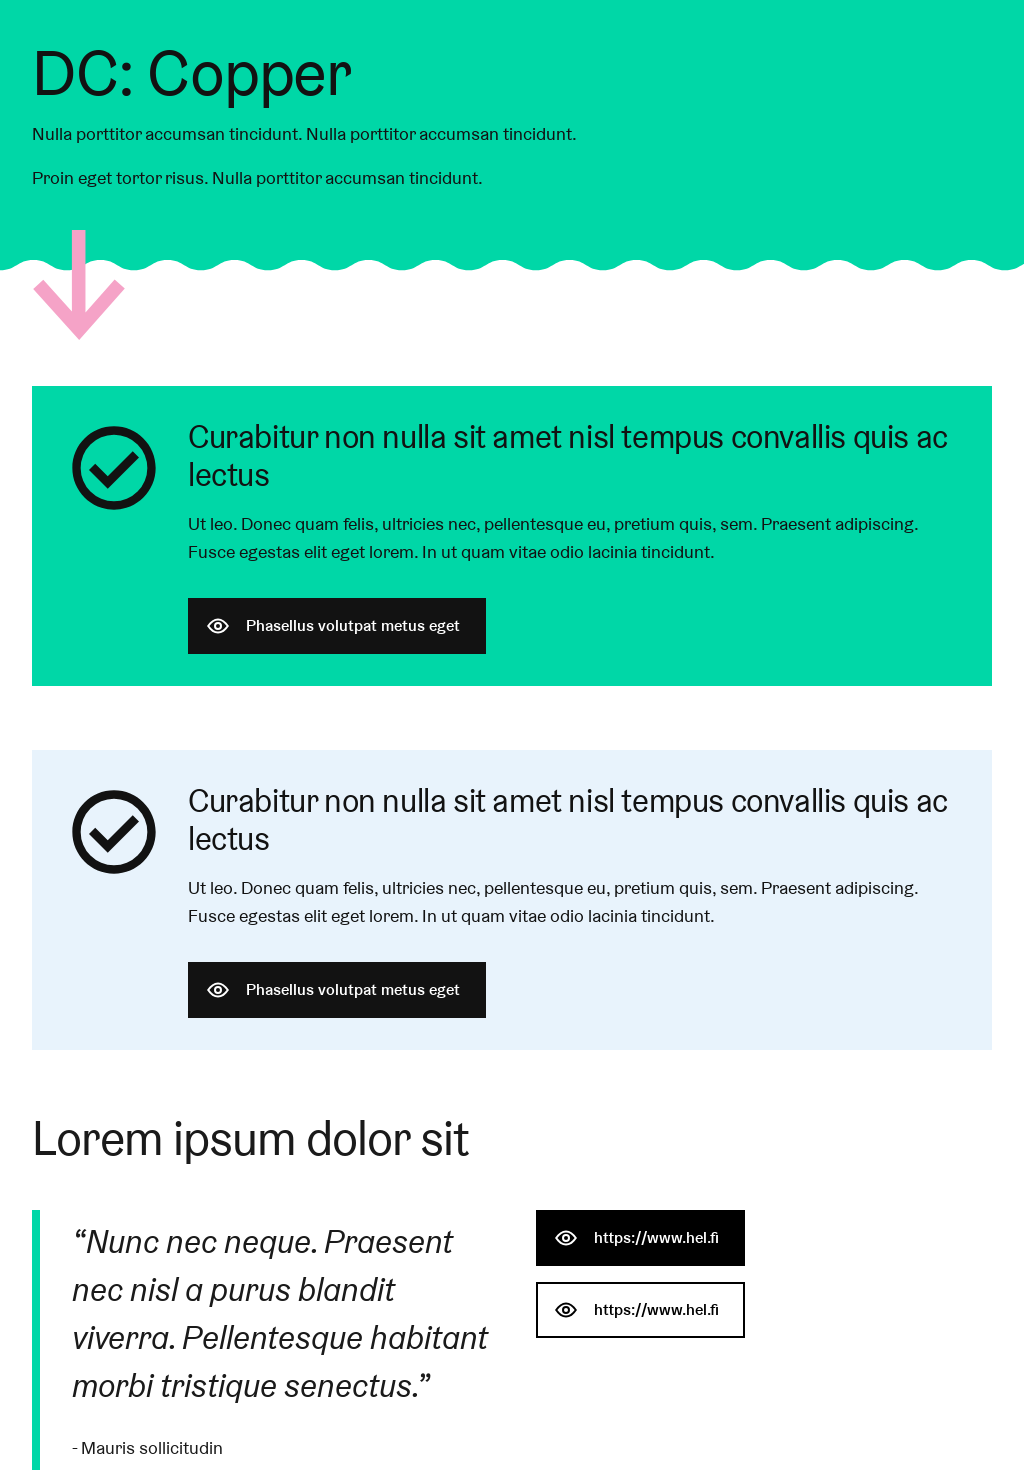 DC: Copper
Nulla porttitor accumsan tincidunt. Nulla porttitor accumsan tincidunt.
Proin eget tortor risus. Nulla porttitor accumsan tincidunt.
Curabitur non nulla sit amet nisl tempus convallis quis ac
lectus
Ut leo. Donec quam felis, ultricies nec, pellentesque eu, pretium quis, sem. Praesent adipiscing.
Fusce egestas elit eget lorem. In ut quam vitae odio lacinia tincidunt.
Phasellus volutpat metus eget
Curabitur non nulla sit amet nisl tempus convallis quis ac
lectus
Ut leo. Donec quam felis, ultricies nec, pellentesque eu, pretium quis, sem. Praesent adipiscing.
Fusce egestas elit eget lorem. In ut quam vitae odio lacinia tincidunt.
Phasellus volutpat metus eget
Lorem ipsum dolor sit
“Nunc nec neque. Praesent
nec nisl a purus blandit
viverra. Pellentesque habitant
morbi tristique senectus.”
- Mauris sollicitudin
https://www.hel.fi
https://www.hel.fi